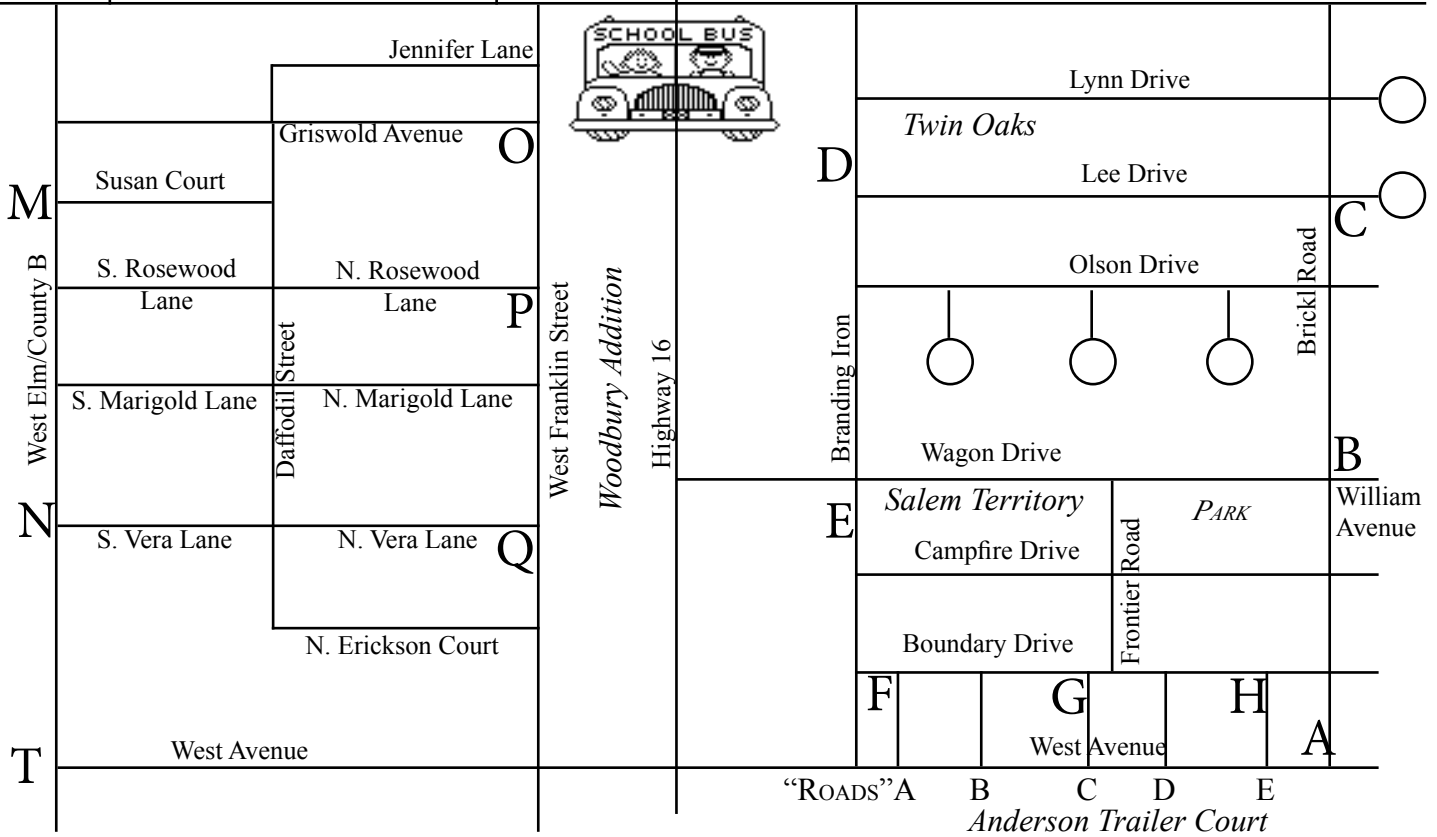 SCHOOL BUS
Jennifer Lane
Griswold Avenue
O
Susan Court
M
S. Rosewood
Lane
N. Rosewood
Lane
P
West Elm/County B
Daffodil Street
S. Marigold Lane
N. Marigold Lane
N
S. Vera Lane
N. Vera Lane
Q
N. Erickson Court
T
West Avenue
West Franklin Street
Woodbury Addition
Highway 16
Lynn Drive
Twin Oaks
D
Lee Drive
C
Olson Drive
Brickl Road
Branding Iron
Wagon Drive
B
E
Salem Territory
PARK
William
Avenue
Campfire Drive
Frontier Road
Boundary Drive
F
G
H
A
West Avenue
“ROADS”A B C D E
Anderson Trailer Court